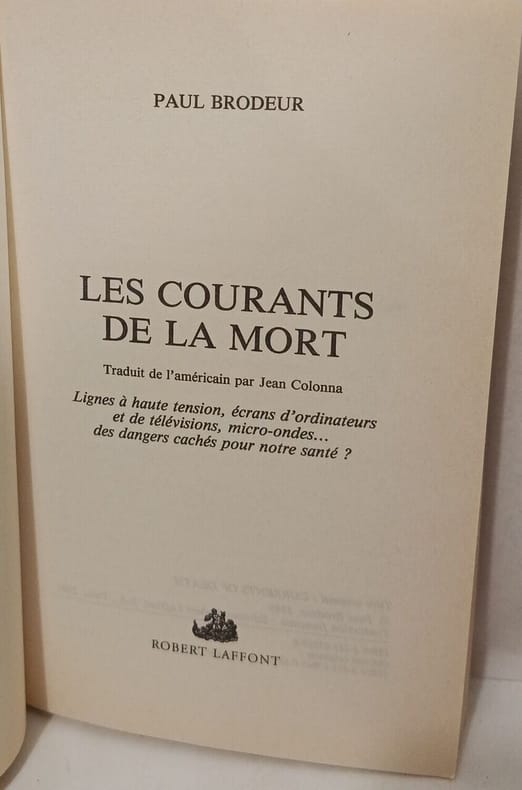 PAUL BRODEUR
LES COURANTS
DE LA MORT
Traduit de l'américain par Jean Colonna
Lignes à haute tension, écrans d'ordinateurs
et de télévisions, micro-ondes...
des dangers cachés pour notre santé ?
ROBERT LAFFONT